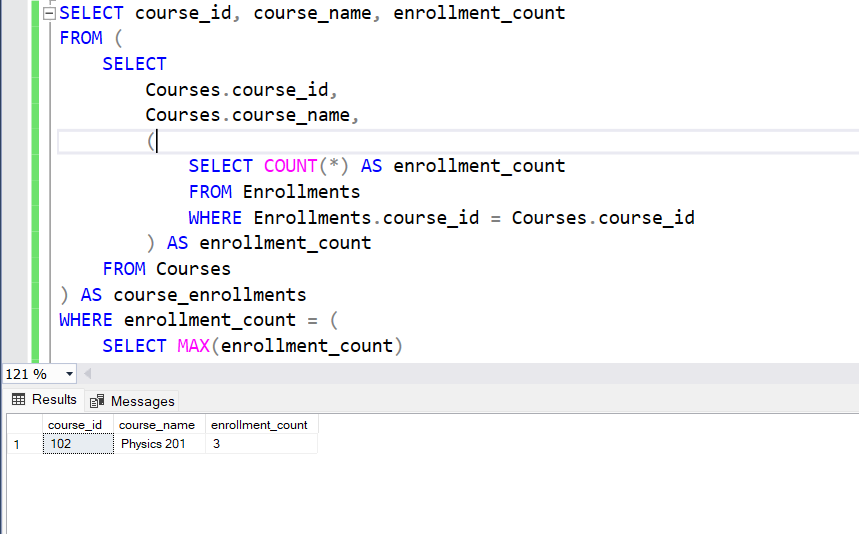 SELECT course_id, course_name, enrollment_count
FROM (
SELECT
Courses.course_id,
Courses.course_name,
(
SELECT COUNT(*) AS enrollment_count
FROM Enrollments
WHERE Enrollments.course_id = Courses.course_id
) AS enrollment_count
FROM Courses
) AS course_enrollments
WHERE enrollment_count = (
SELECT MAX(enrollment_count)
121 %
Results Messages
course_id course_name enrollment_count
1 102 Physics 201 3